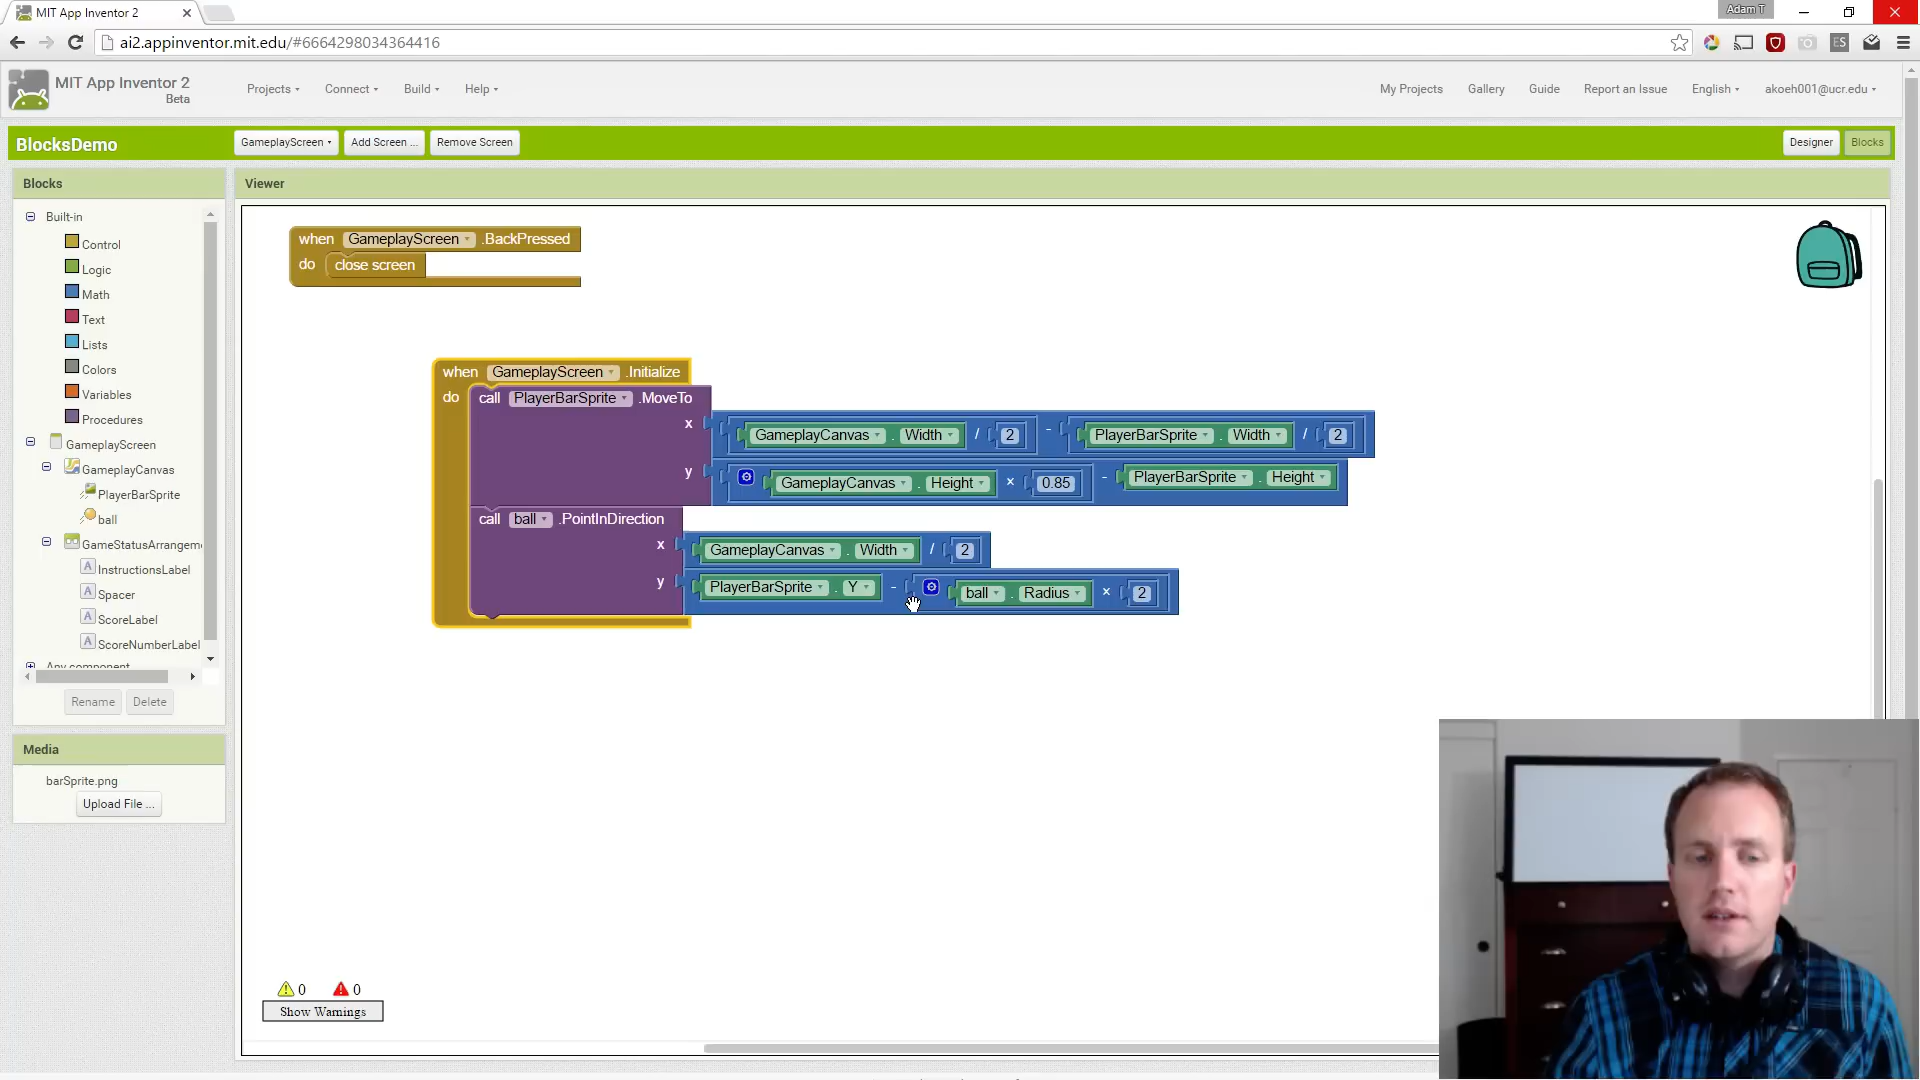 MIT App Inventor 2
Adam T
ai2.appinventor.mit.edu/#6664298034364416
ES
MIT App Inventor 2
Beta
Projects
Connect
Build
Help
My Projects
Gallery
Guide
Report an Issue
English
akoeh001@ucr.edu
BlocksDemo
GameplayScreen
Add Screen ...
Remove Screen
Designer
Blocks
Blocks
Viewer
Built-in
Control
Logic
Math
Text
Lists
Colors
Variables
Procedures
GameplayScreen
GameplayCanvas
PlayerBarSprite
ball
GameStatusArrangeme
InstructionsLabel
Spacer
ScoreLabel
ScoreNumberLabel
Any component
Rename
Delete
Media
barSprite.png
Upload File ...
when GameplayScreen .BackPressed
do close screen
when GameplayScreen .Initialize
do call PlayerBarSprite .MoveTo
x GameplayCanvas . Width / 2 - PlayerBarSprite . Width / 2
y GameplayCanvas . Height × 0.85 - PlayerBarSprite . Height
call ball .PointInDirection
x GameplayCanvas . Width / 2
y PlayerBarSprite . Y - ball . Radius × 2
0 0
Show Warnings